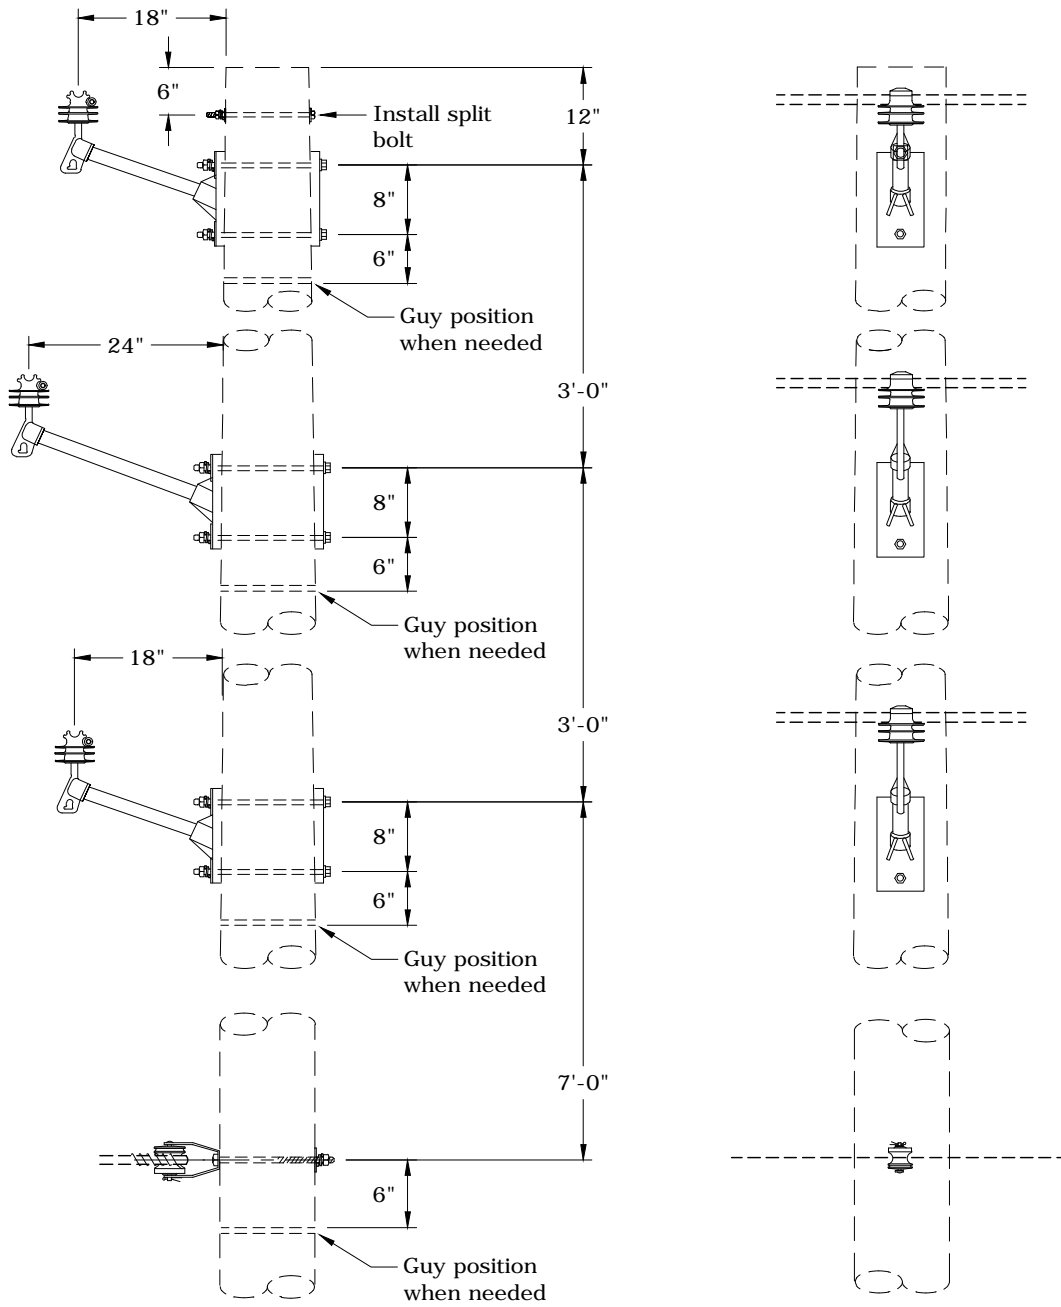 18"
6"
Install split
bolt
12"
8"
6"
Guy position
when needed
24"
3'-0"
8"
6"
Guy position
when needed
18"
3'-0"
8"
6"
Guy position
when needed
7'-0"
6"
Guy position
when needed